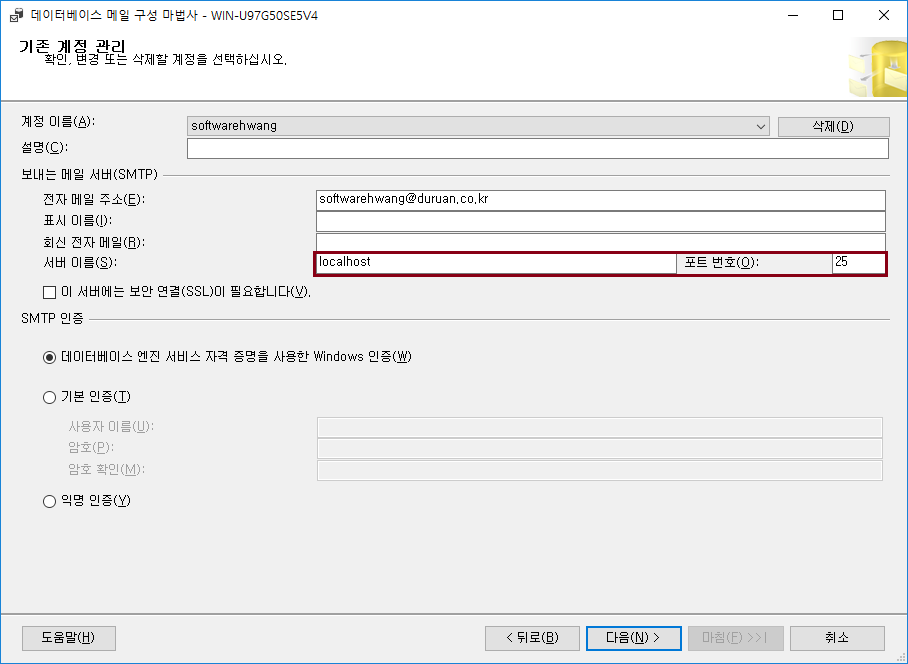 데이터베이스 메일 구성 마법사 - WIN-U97G50SE5V4
기존 계정 관리
확인, 변경 또는 삭제할 계정을 선택하십시오.
계정 이름(A): softwarehwang 삭제(D)
설명(C):
보내는 메일 서버(SMTP)
전자 메일 주소(E): softwarehwang@duruan.co.kr
표시 이름(I):
회신 전자 메일(R):
서버 이름(S): localhost 포트 번호(O): 25
이 서버에는 보안 연결(SSL)이 필요합니다(V).
SMTP 인증
데이터베이스 엔진 서비스 자격 증명을 사용한 Windows 인증(W)
기본 인증(T)
사용자 이름(U):
암호(P):
암호 확인(M):
익명 인증(Y)
도움말(H) < 뒤로(B) 다음(N) > 마침(F) >>| 취소